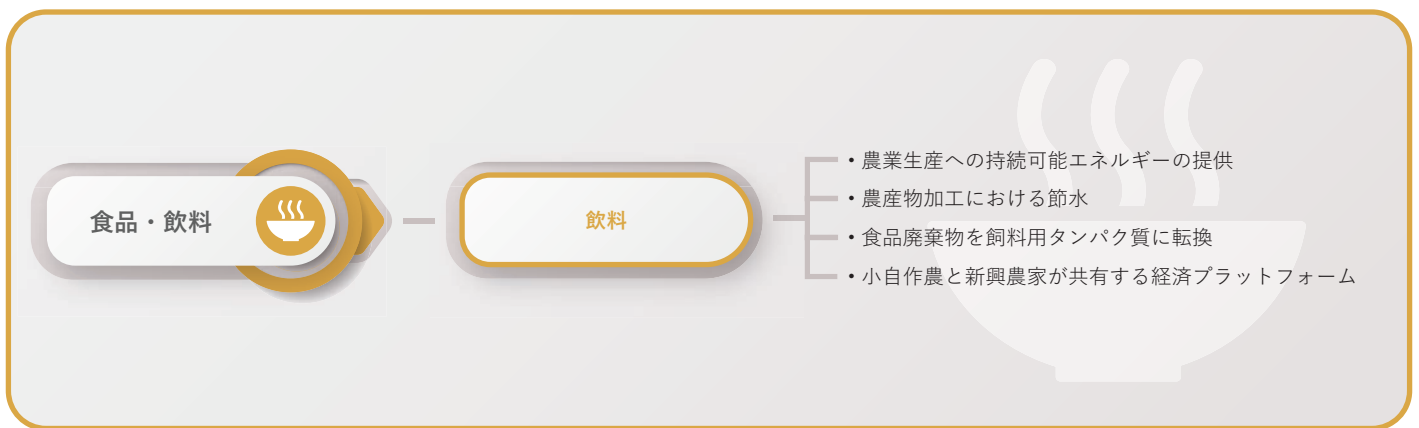 食品・飲料
飲料
・農業生産への持続可能エネルギーの提供
・農産物加工における節水
・食品廃棄物を飼料用タンパク質に転換
・小自作農と新興農家が共有する経済プラットフォーム